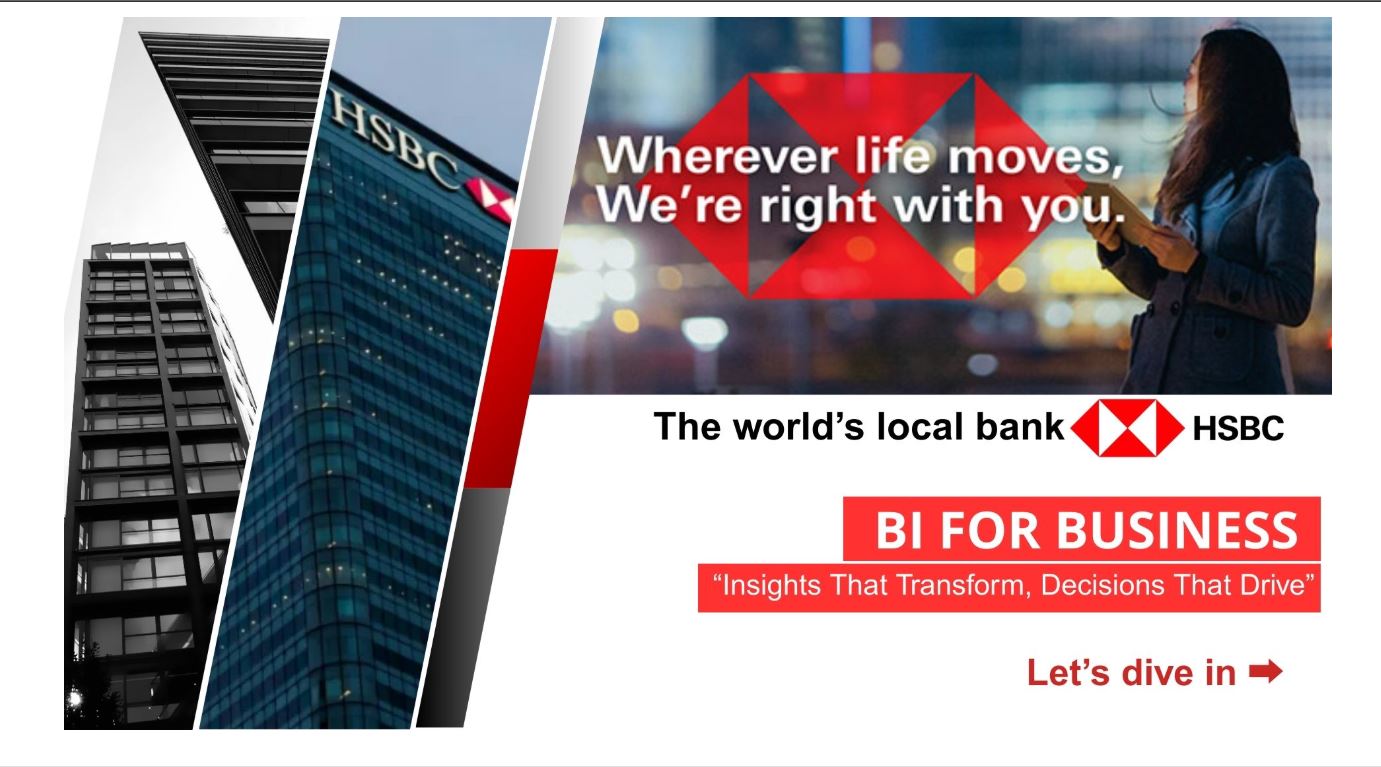 HSBC
Wherever life moves,
We're right with you.
The world's local bank HSBC
BI FOR BUSINESS
“Insights That Transform, Decisions That Drive”
Let's dive in ➡